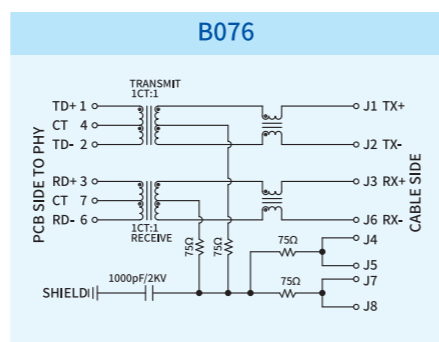 B076
TRANSMIT
1CT:1
TD+ 1
CT 4
TD- 2
J1 TX+
J2 TX-
RD+ 3
CT 7
RD- 6
1CT:1
RECEIVE
J3 RX+
J6 RX-
PCB SIDE TO PHY
CABLE SIDE
75Ω
75Ω
75Ω
J4
J5
75Ω
J7
J8
1000pF/2KV
SHIELD